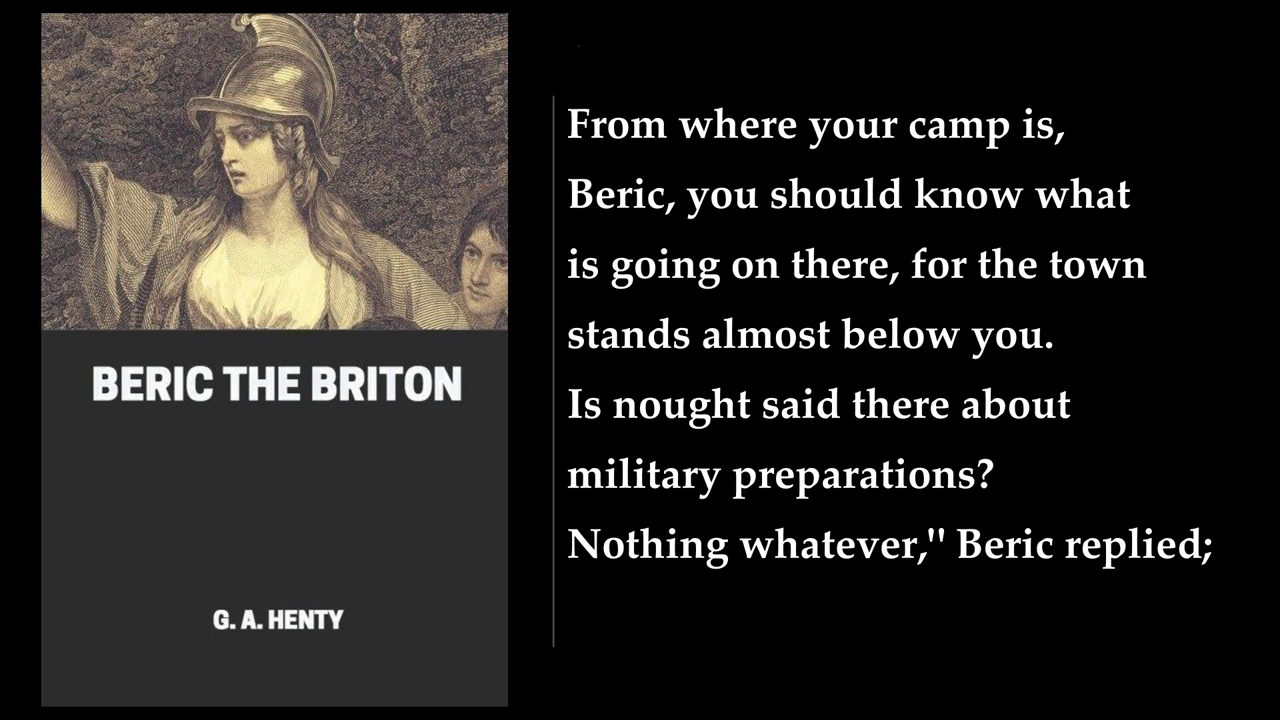 BERIC THE BRITON
G. A. HENTY
From where your camp is,
Beric, you should know what
is going on there, for the town
stands almost below you.
Is nought said there about
military preparations?
Nothing whatever," Beric replied;